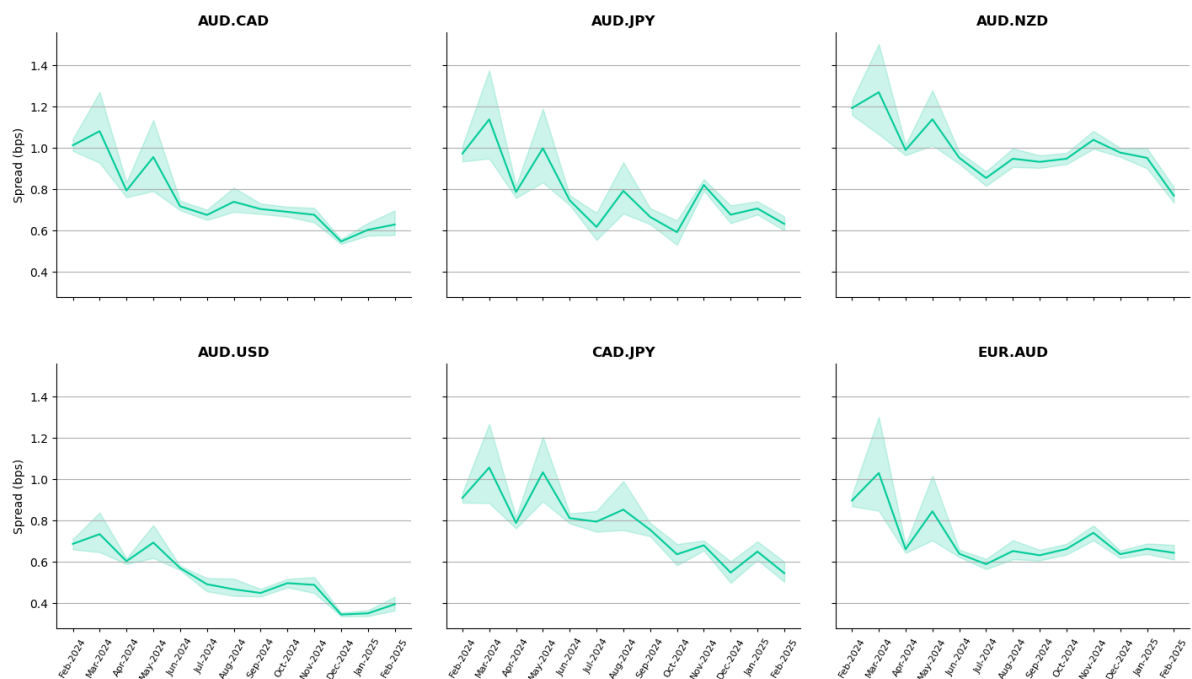 AUD.CAD
AUD.JPY
AUD.NZD
Spread (bps)
1.4
1.2
1.0
0.8
0.6
0.4
AUD.USD
CAD.JPY
EUR.AUD
Spread (bps)
1.4
1.2
1.0
0.8
0.6
0.4
Feb-2024
Mar-2024
Apr-2024
May-2024
Jun-2024
Jul-2024
Aug-2024
Sep-2024
Oct-2024
Nov-2024
Dec-2024
Jan-2025
Feb-2025
Feb-2024
Mar-2024
Apr-2024
May-2024
Jun-2024
Jul-2024
Aug-2024
Sep-2024
Oct-2024
Nov-2024
Dec-2024
Jan-2025
Feb-2025
Feb-2024
Mar-2024
Apr-2024
May-2024
Jun-2024
Jul-2024
Aug-2024
Sep-2024
Oct-2024
Nov-2024
Dec-2024
Jan-2025
Feb-2025